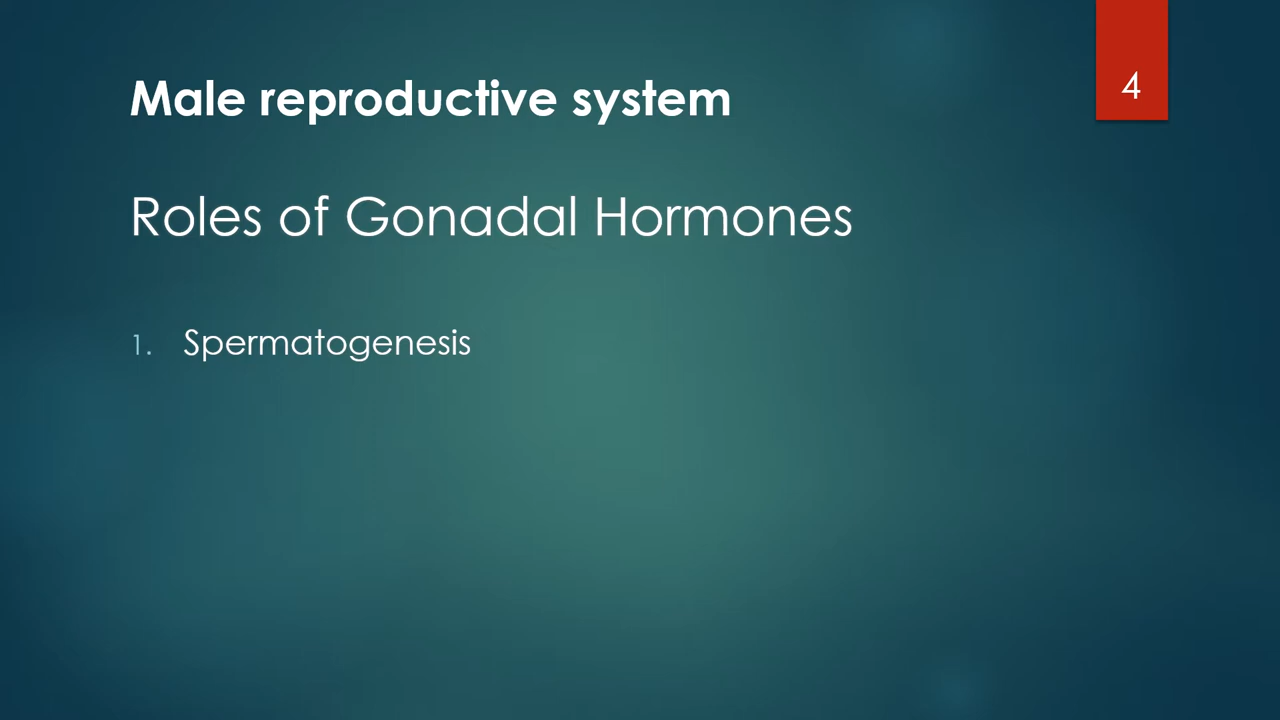 Male reproductive system
4
Roles of Gonadal Hormones
1. Spermatogenesis